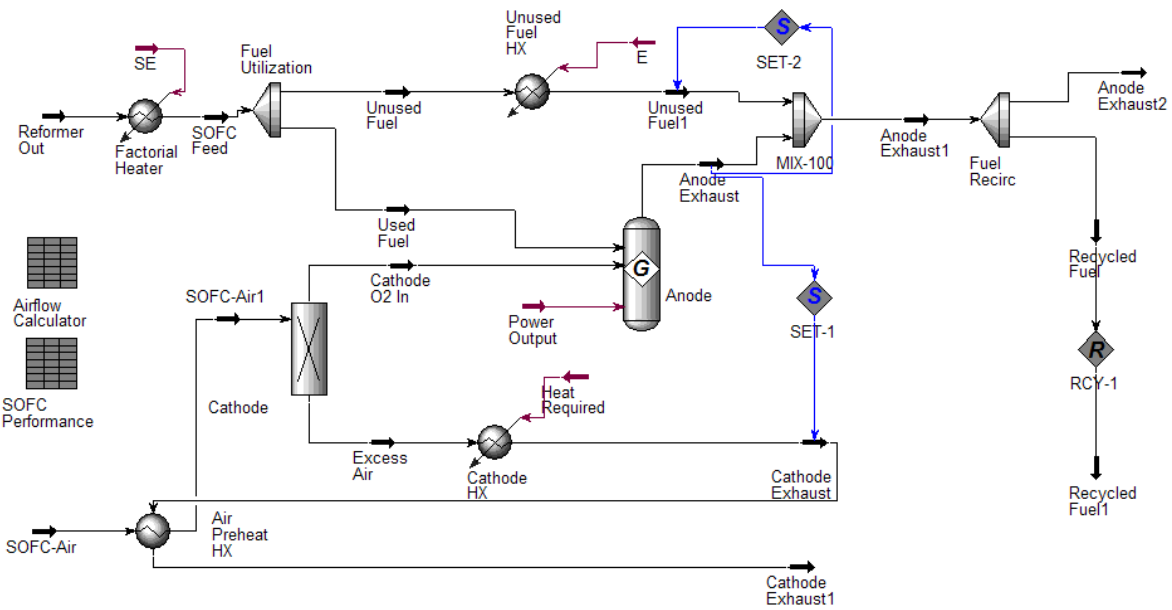 Unused
Fuel
HX
SE
Fuel
Utilization
E
S
SET-2
Reformer
Out
Factorial
Heater
SOFC
Feed
Unused
Fuel
Unused
Fuel1
MIX-100
Anode
Exhaust
Anode
Exhaust1
Fuel
Recirc
Anode
Exhaust2
Used
Fuel
Cathode
O2 In
G
Anode
Airflow
Calculator
SOFC-Air1
Power
Output
S
SET-1
Recycled
Fuel
R
RCY-1
SOFC
Performance
Cathode
Heat
Required
Excess
Air
Cathode
HX
Cathode
Exhaust
Recycled
Fuel1
SOFC-Air
Air
Preheat
HX
Cathode
Exhaust1